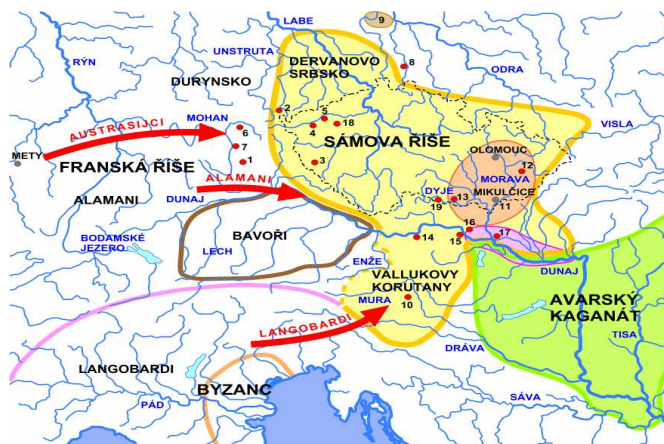 LABE
9
RÝN
UNSTRUTA
DERVANOVO
SRBSKO
8
ODRA
DURYNSKO
MOHAN
2
5
4
18
VISLA
AUSTRASIJCI
6
SÁMOVA ŘÍŠE
METY
7
FRANSKÁ ŘÍŠE
1
3
OLOMOUC
12
MORAVA
ALAMANI
DYJE
13
MIKULČICE
19
11
ALAMANI
DUNAJ
BODAMSKÉ
JEZERO
LECH
BAVOŘI
14
15
16
17
ENŽE
DUNAJ
VALLUKOVY
KORUTANY
MURA
10
AVARSKÝ
KAGANÁT
TISA
LANGOBARDI
LANGOBARDI
DRÁVA
BYZANC
PÁD
SÁVA